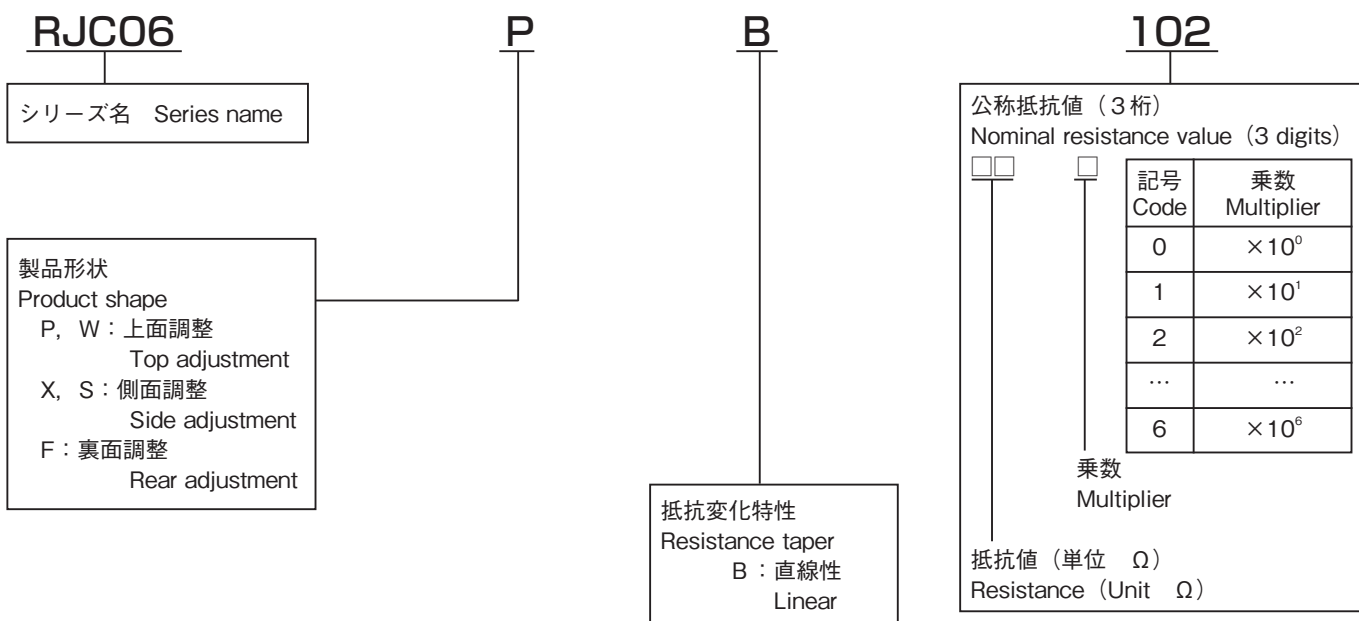 RJC06 P B 102
シリーズ名 Series name
製品形状
Product shape
P, W：上面調整
Top adjustment
X, S：側面調整
Side adjustment
F：裏面調整
Rear adjustment
抵抗変化特性
Resistance taper
B：直線性
Linear
公称抵抗値（3桁）
Nominal resistance value（3 digits）
□□ □
記号 乗数
Code Multiplier
0 ×10⁰
1 ×10¹
2 ×10²
… …
6 ×10⁶
乗数
Multiplier
抵抗値（単位 Ω）
Resistance（Unit Ω）